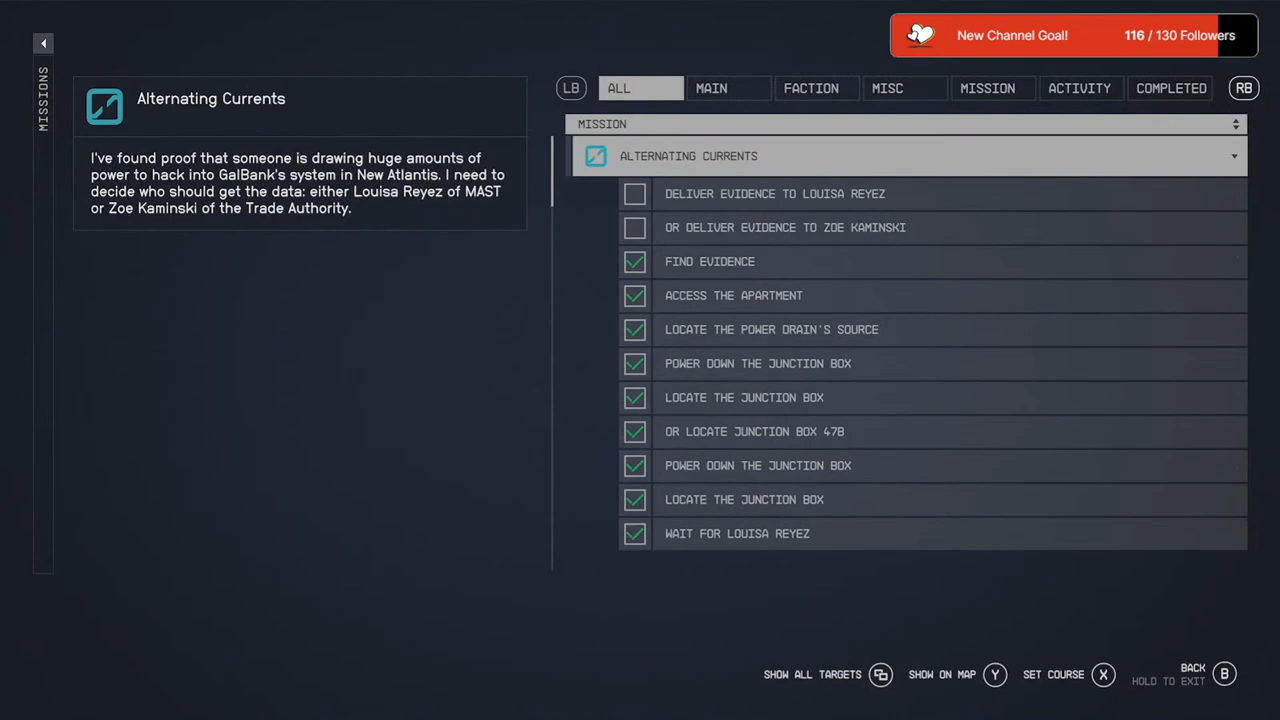 New Channel Goal! 116 / 130 Followers
MISSIONS
Alternating Currents
I've found proof that someone is drawing huge amounts of
power to hack into GalBank's system in New Atlantis. I need to
decide who should get the data: either Louisa Reyez of MAST
or Zoe Kaminski of the Trade Authority.
LB ALL MAIN FACTION MISC MISSION ACTIVITY COMPLETED RB
MISSION
ALTERNATING CURRENTS
DELIVER EVIDENCE TO LOUISA REYEZ
OR DELIVER EVIDENCE TO ZOE KAMINSKI
FIND EVIDENCE
ACCESS THE APARTMENT
LOCATE THE POWER DRAIN'S SOURCE
POWER DOWN THE JUNCTION BOX
LOCATE THE JUNCTION BOX
OR LOCATE JUNCTION BOX 47B
POWER DOWN THE JUNCTION BOX
LOCATE THE JUNCTION BOX
WAIT FOR LOUISA REYEZ
SHOW ALL TARGETS SHOW ON MAP Y SET COURSE X BACK B
HOLD TO EXIT